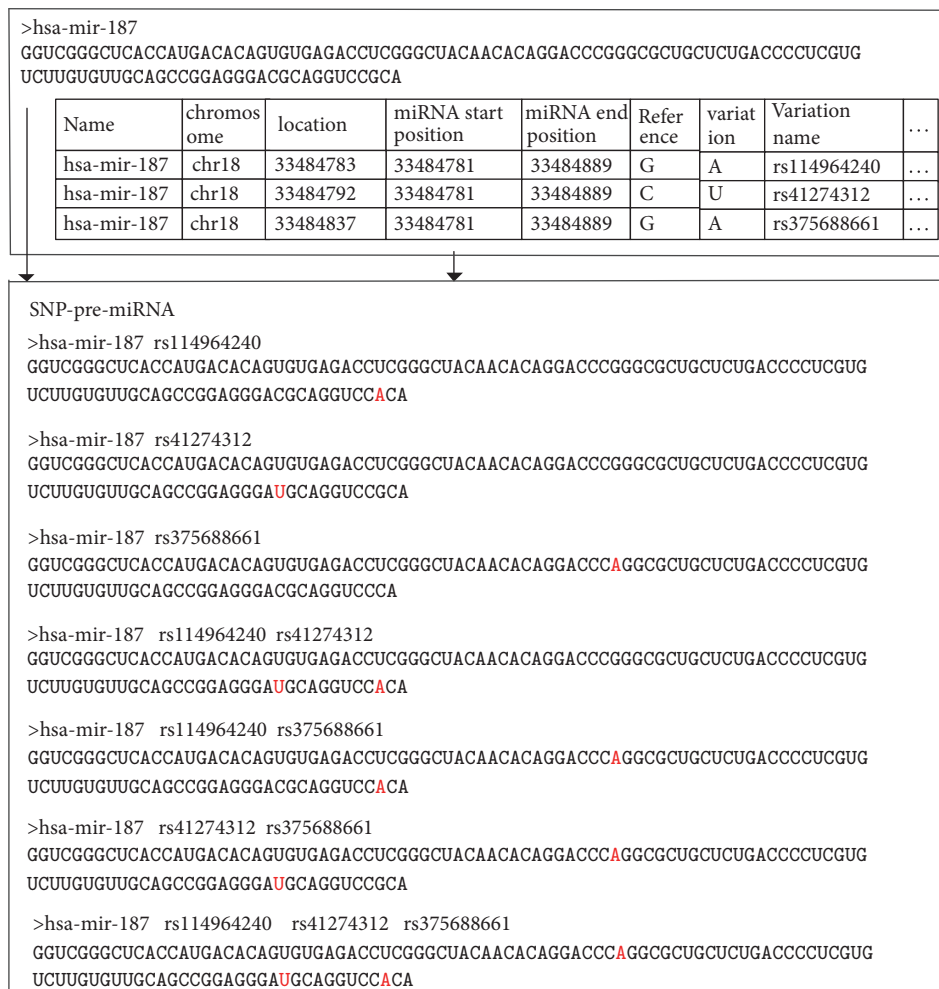 >hsa-mir-187
GGUCGGGCUCACCAUGACACAGUGUGAGACCUCGGGCUACAACACAGGACCCGGGCGCUGCUCUGACCCCUCGUG
UCUUGUGUUGCAGCCGGAGGGACGCAGGUCCGCA
Name chromosome location miRNA start position miRNA end position Reference variation Variation name ...
hsa-mir-187 chr18 33484783 33484781 33484889 G A rs114964240 ...
hsa-mir-187 chr18 33484792 33484781 33484889 C U rs41274312 ...
hsa-mir-187 chr18 33484837 33484781 33484889 G A rs375688661 ...
SNP-pre-miRNA
>hsa-mir-187 rs114964240
GGUCGGGCUCACCAUGACACAGUGUGAGACCUCGGGCUACAACACAGGACCCGGGCGCUGCUCUGACCCCUCGUG
UCUUGUGUUGCAGCCGGAGGGACGCAGGUCCACA
>hsa-mir-187 rs41274312
GGUCGGGCUCACCAUGACACAGUGUGAGACCUCGGGCUACAACACAGGACCCGGGCGCUGCUCUGACCCCUCGUG
UCUUGUGUUGCAGCCGGAGGGAUGCAGGUCCGCA
>hsa-mir-187 rs375688661
GGUCGGGCUCACCAUGACACAGUGUGAGACCUCGGGCUACAACACAGGACCCAGGCGCUGCUCUGACCCCUCGUG
UCUUGUGUUGCAGCCGGAGGGACGCAGGUCCCA
>hsa-mir-187 rs114964240 rs41274312
GGUCGGGCUCACCAUGACACAGUGUGAGACCUCGGGCUACAACACAGGACCCGGGCGCUGCUCUGACCCCUCGUG
UCUUGUGUUGCAGCCGGAGGGAUGCAGGUCCACA
>hsa-mir-187 rs114964240 rs375688661
GGUCGGGCUCACCAUGACACAGUGUGAGACCUCGGGCUACAACACAGGACCCAGGCGCUGCUCUGACCCCUCGUG
UCUUGUGUUGCAGCCGGAGGGACGCAGGUCCACA
>hsa-mir-187 rs41274312 rs375688661
GGUCGGGCUCACCAUGACACAGUGUGAGACCUCGGGCUACAACACAGGACCCAGGCGCUGCUCUGACCCCUCGUG
UCUUGUGUUGCAGCCGGAGGGAUGCAGGUCCGCA
>hsa-mir-187 rs114964240 rs41274312 rs375688661
GGUCGGGCUCACCAUGACACAGUGUGAGACCUCGGGCUACAACACAGGACCCAGGCGCUGCUCUGACCCCUCGUG
UCUUGUGUUGCAGCCGGAGGGAUGCAGGUCCACA